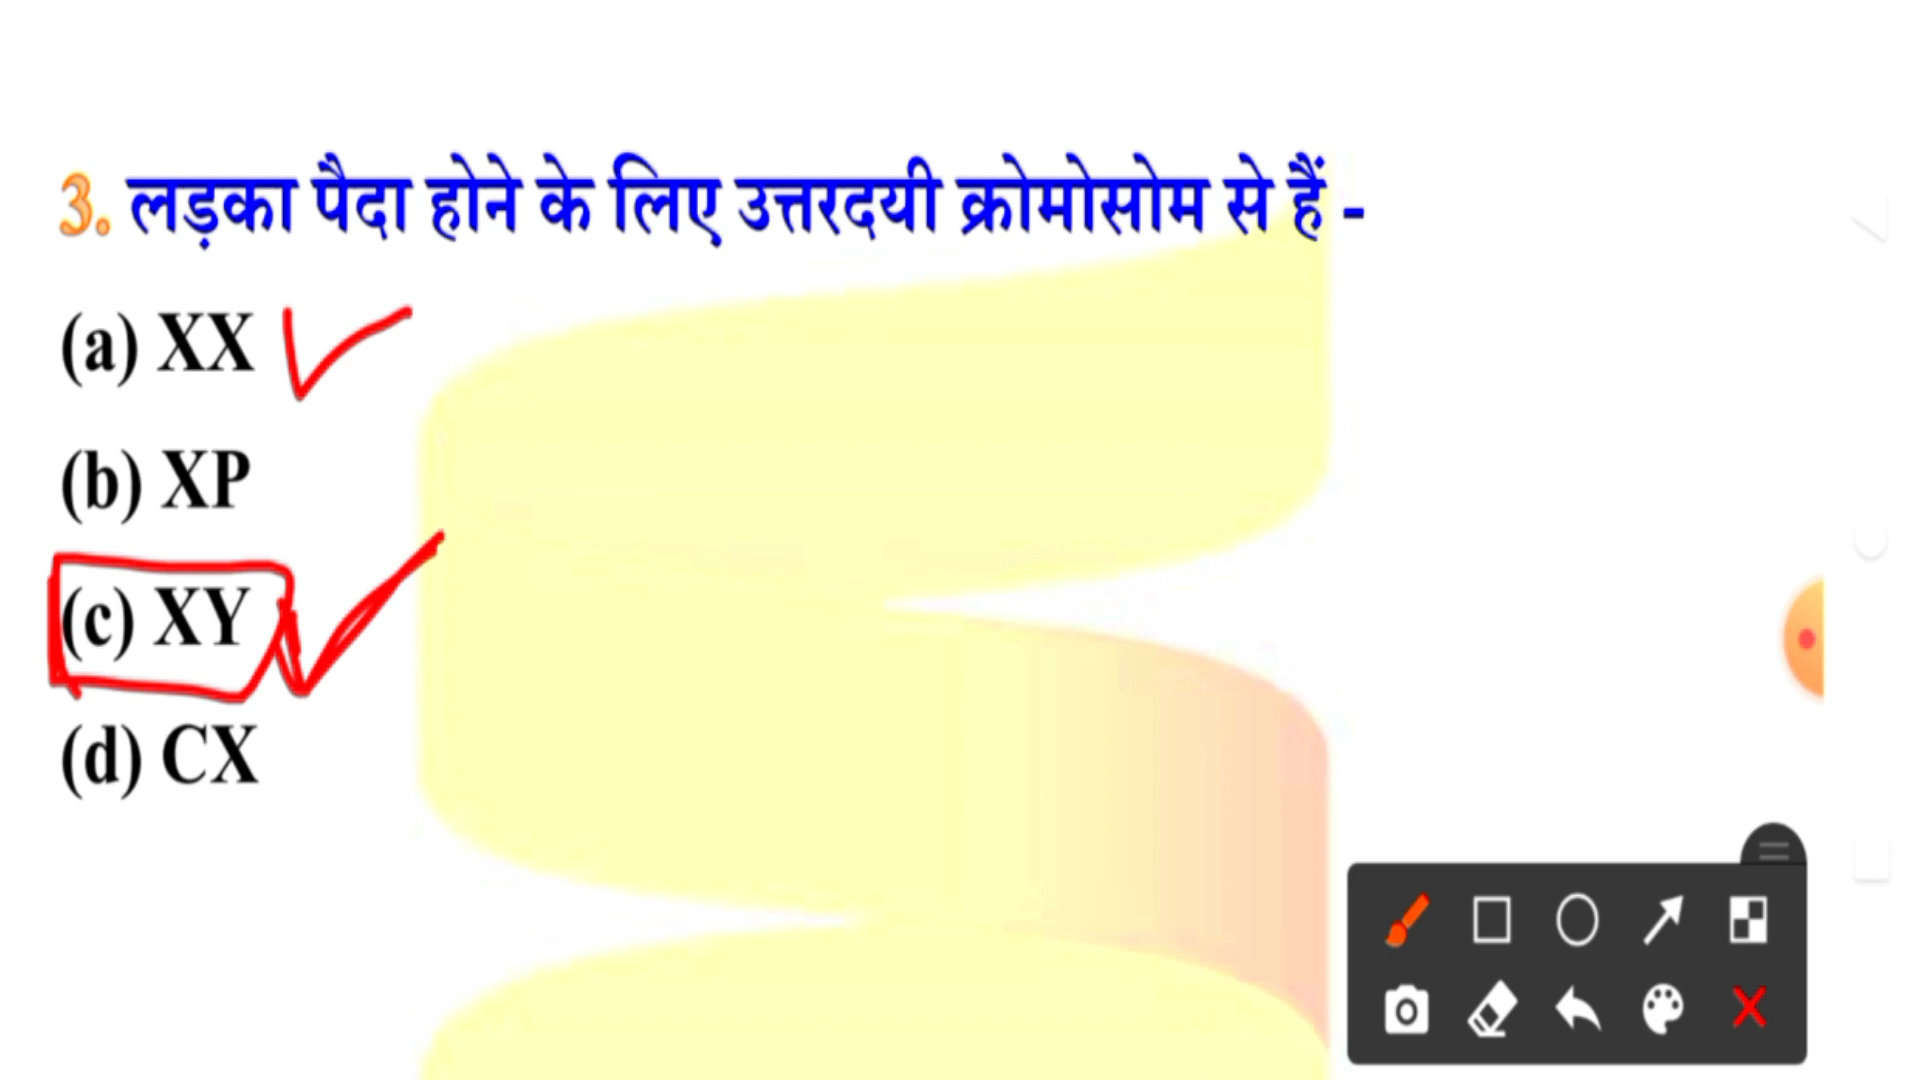 3. लड़का पैदा होने के लिए उत्तरदयी क्रोमोसोम से हैं -
(a) XX
(b) XP
(c) XY
(d) CX